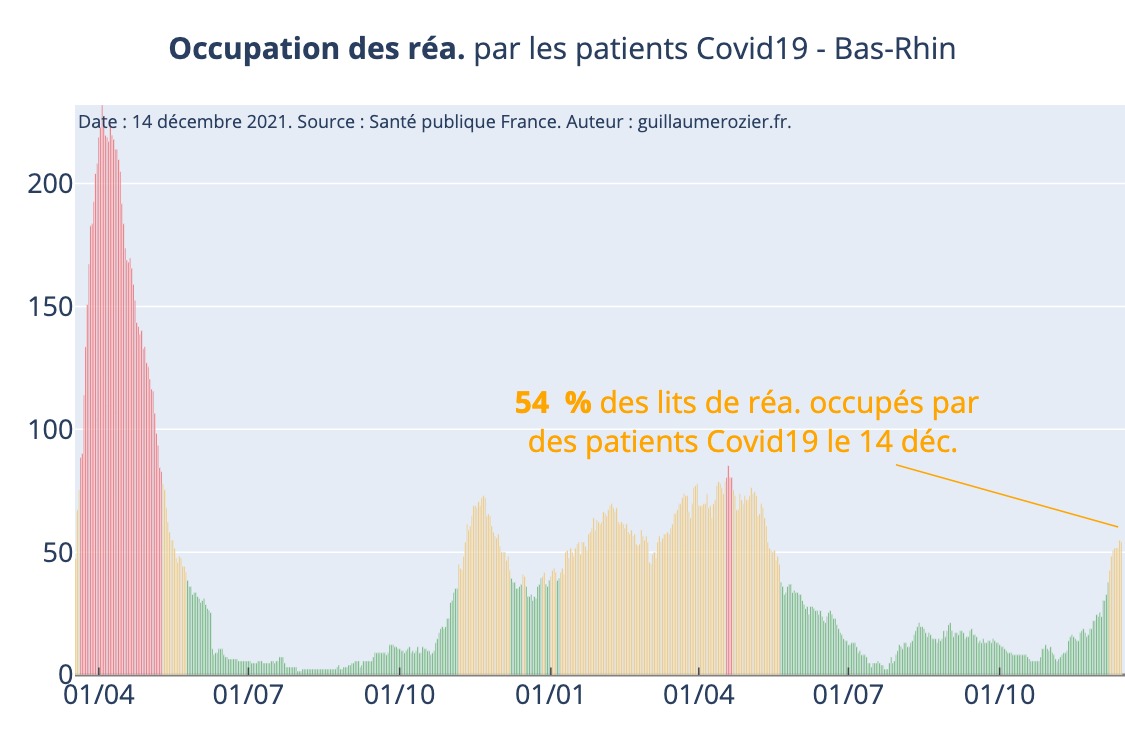 Occupation des réa. par les patients Covid19 - Bas-Rhin
Date : 14 décembre 2021. Source : Santé publique France. Auteur : guillaumerozier.fr.
200
150
100
50
0
54 % des lits de réa. occupés par
des patients Covid19 le 14 déc.
01/04 01/07 01/10 01/01 01/04 01/07 01/10